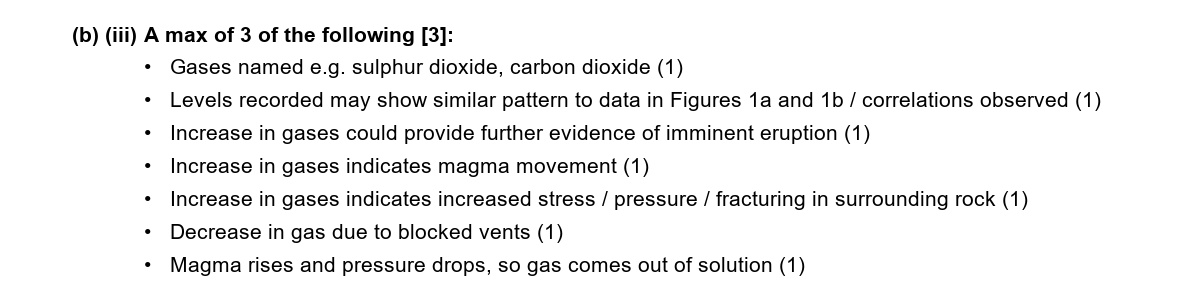 (b) (iii) A max of 3 of the following [3]:
• Gases named e.g. sulphur dioxide, carbon dioxide (1)
• Levels recorded may show similar pattern to data in Figures 1a and 1b / correlations observed (1)
• Increase in gases could provide further evidence of imminent eruption (1)
• Increase in gases indicates magma movement (1)
• Increase in gases indicates increased stress / pressure / fracturing in surrounding rock (1)
• Decrease in gas due to blocked vents (1)
• Magma rises and pressure drops, so gas comes out of solution (1)